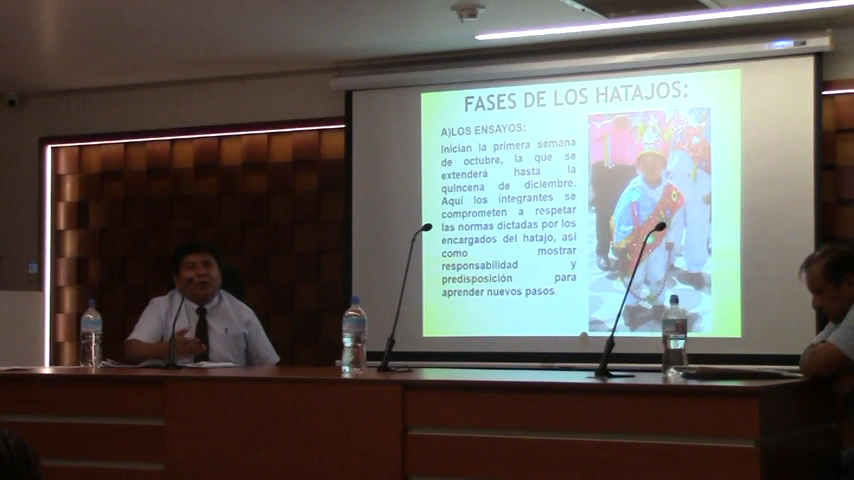 FASES DE LOS HATAJOS:
A)LOS ENSAYOS:
Inician la primera semana
de octubre, la que se
extenderá hasta la
quincena de diciembre.
Aquí los integrantes se
comprometen a respetar
las normas dictadas por los
encargados del hatajo, así
como mostrar
responsabilidad y
predisposición para
aprender nuevos pasos.